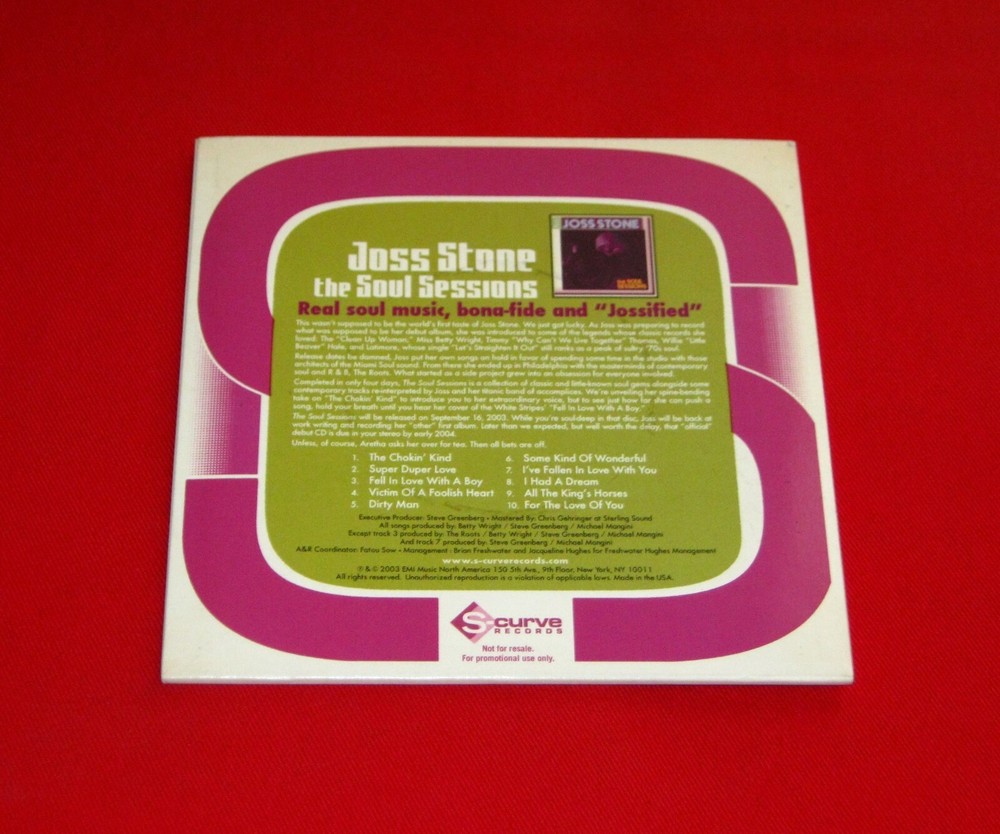 JOSS STONE
the SOUL
SESSIONS
Joss Stone
the Soul Sessions
Real soul music, bona-fide and "Jossified"
This wasn't supposed to be the world's first taste of Joss Stone. We just got lucky. As Joss was preparing to record
what was supposed to be her debut album, she was introduced to some of the legends whose classic records she
loved: The "Clean Up Woman," Miss Betty Wright, Timmy "Why Can't We Live Together" Thomas, Willie "Little
Beaver" Hale, and Latimore, whose single "Let's Straighten It Out" still ranks as a peak of sultry '70s soul.
Release dates be damned, Joss put her own songs on hold in favor of spending some time in the studio with those
architects of the Miami Soul sound. From there she ended up in Philadelphia with the masterminds of contemporary
soul and R & B, The Roots. What started as a side project grew into an obsession for everyone involved.
Completed in only four days, The Soul Sessions is a collection of classic and little-known soul gems alongside some
contemporary tracks re-interpreted by Joss and her titanic band of accomplices. We're unveiling her spine-bending
take on "The Chokin' Kind" to introduce you to her extraordinary voice, but to see just how far she can push a
song, hold your breath until you hear her cover of the White Stripes' "Fell In Love With A Boy."
The Soul Sessions will be released on September 16, 2003. While you're soul-deep in that disc, Joss will be back at
work writing and recording her "other" first album. Later than we expected, but well worth the delay, that "official"
debut CD is due in your stereo by early 2004.
Unless, of course, Aretha asks her over for tea. Then all bets are off.
1. The Chokin' Kind
2. Super Duper Love
3. Fell In Love With A Boy
4. Victim Of A Foolish Heart
5. Dirty Man
6. Some Kind Of Wonderful
7. I've Fallen In Love With You
8. I Had A Dream
9. All The King's Horses
10. For The Love Of You
Executive Producer: Steve Greenberg • Mastered By: Chris Gehringer at Sterling Sound
All songs produced by: Betty Wright / Steve Greenberg / Michael Mangini
Except track 3 produced by: The Roots / Betty Wright / Steve Greenberg / Michael Mangini
And track 7 produced by: Steve Greenberg / Michael Mangini
A&R Coordinator: Fatou Sow • Management: Brian Freshwater and Jacqueline Hughes for Freshwater Hughes Management
www.s-curverecords.com
℗ & © 2003 EMI Music North America 150 5th Ave., 9th Floor, New York, NY 10011
All rights reserved. Unauthorized reproduction is a violation of applicable laws. Made in the USA.
S-curve
RECORDS
Not for resale.
For promotional use only.